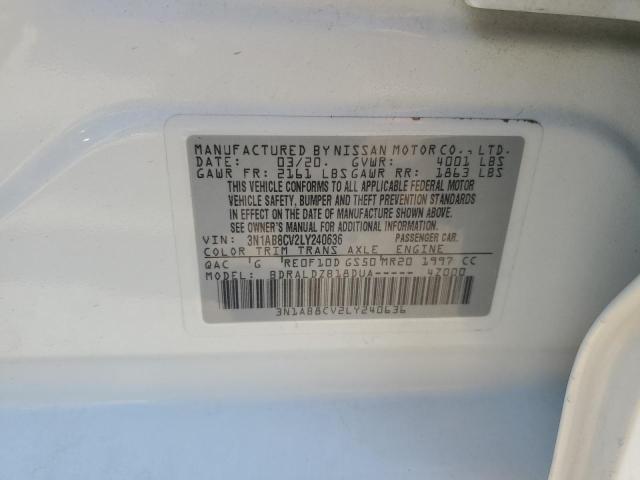 MANUFACTURED BY NISSAN MOTOR CO., LTD.
DATE: 03/20. GVWR: 4001 LBS
GAWR FR: 2161 LBS GAWR RR: 1863 LBS
THIS VEHICLE CONFORMS TO ALL APPLICABLE FEDERAL MOTOR
VEHICLE SAFETY, BUMPER AND THEFT PREVENTION STANDARDS
IN EFFECT ON THE DATE OF MANUFACTURE SHOWN ABOVE.
SEE OWNER'S MANUAL FOR ADDITIONAL INFORMATION.
VIN: 3N1AB8CV2LY240636 PASSENGER CAR.
COLOR TRIM TRANS AXLE ENGINE
QAC G RE0F10D GS50 MR20 1997 CC
MODEL: BDRALDZB18DUA----- 4Z000
3N1AB8CV2LY240636